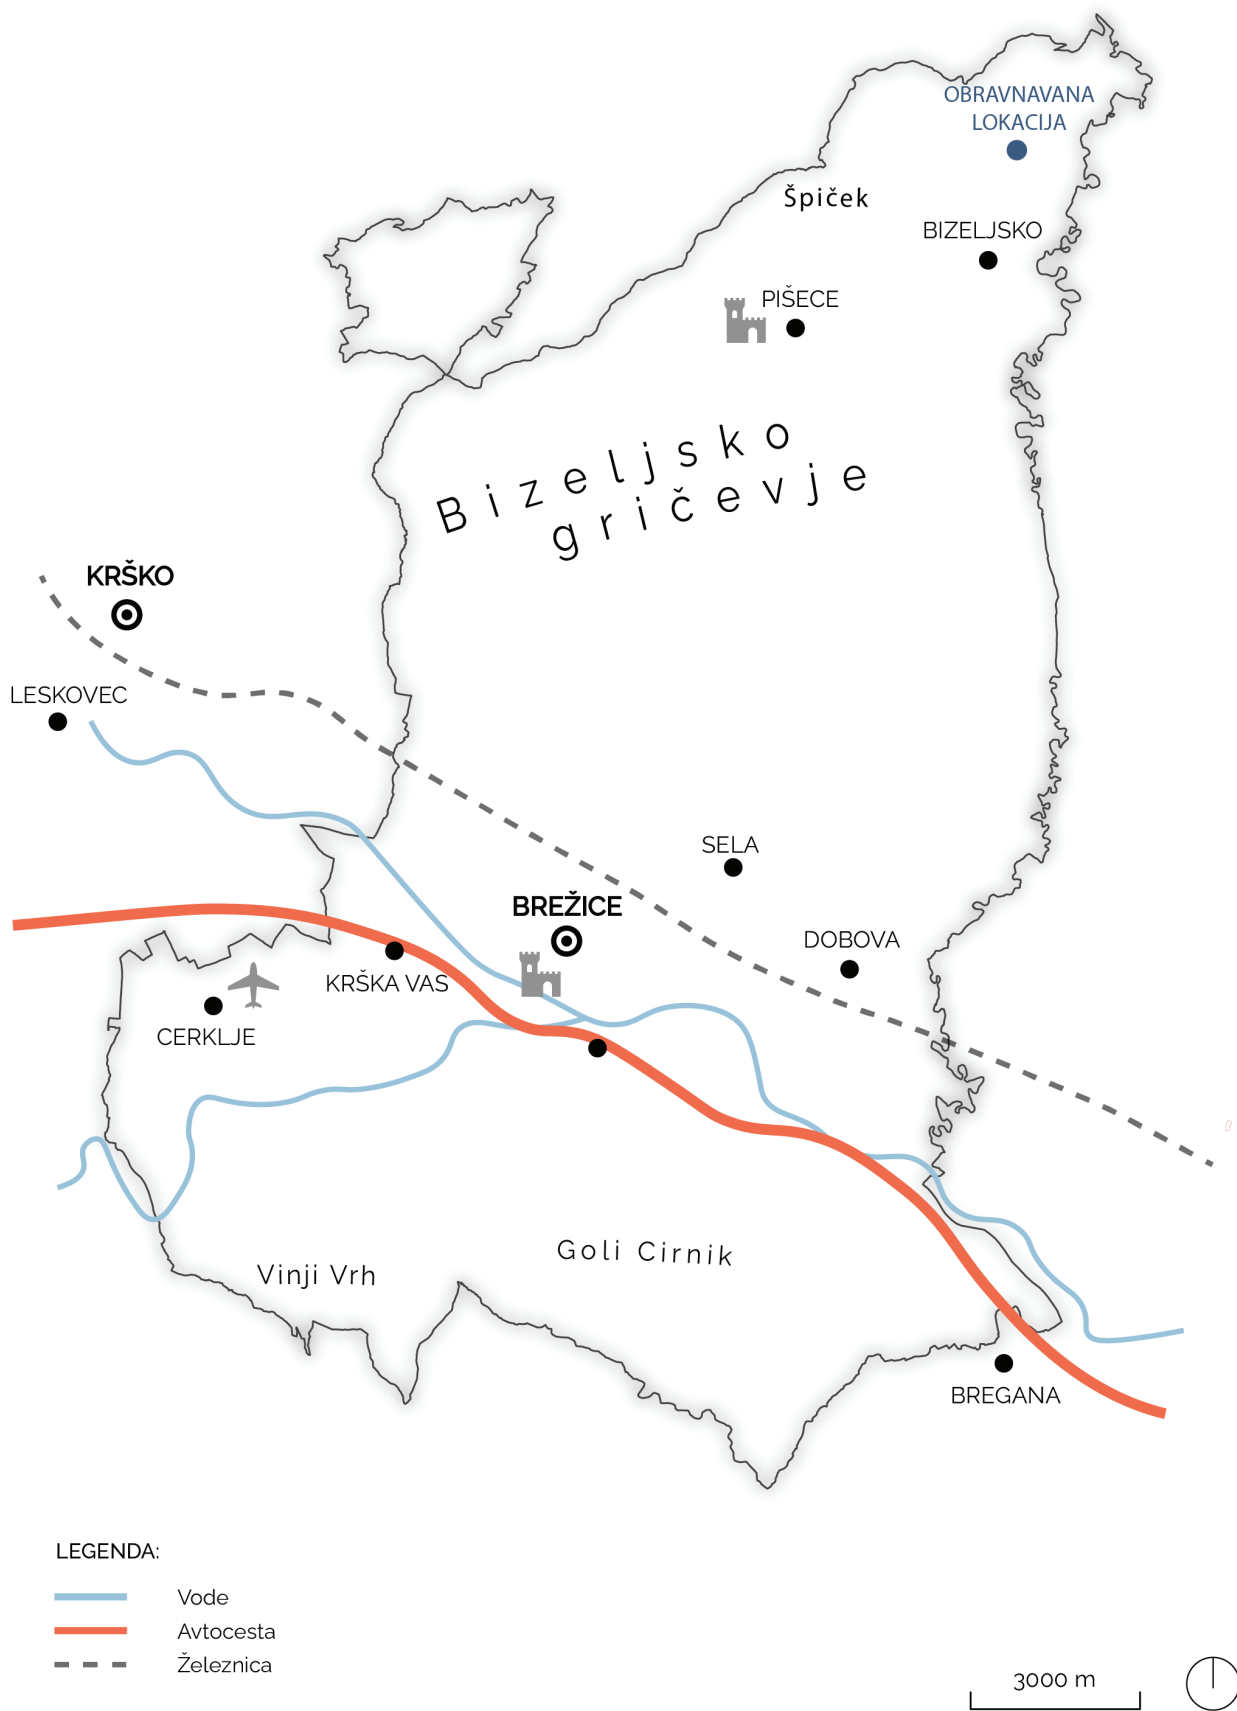 OBRAVNAVANA
LOKACIJA
Špiček
BIZELJSKO
PIŠECE
Bizeljsko
gričevje
KRŠKO
LESKOVEC
SELA
BREŽICE
DOBOVA
KRŠKA VAS
CERKLJE
Goli Cirnik
Vinji Vrh
BREGANA
LEGENDA:
Vode
Avtocesta
Železnica
3000 m